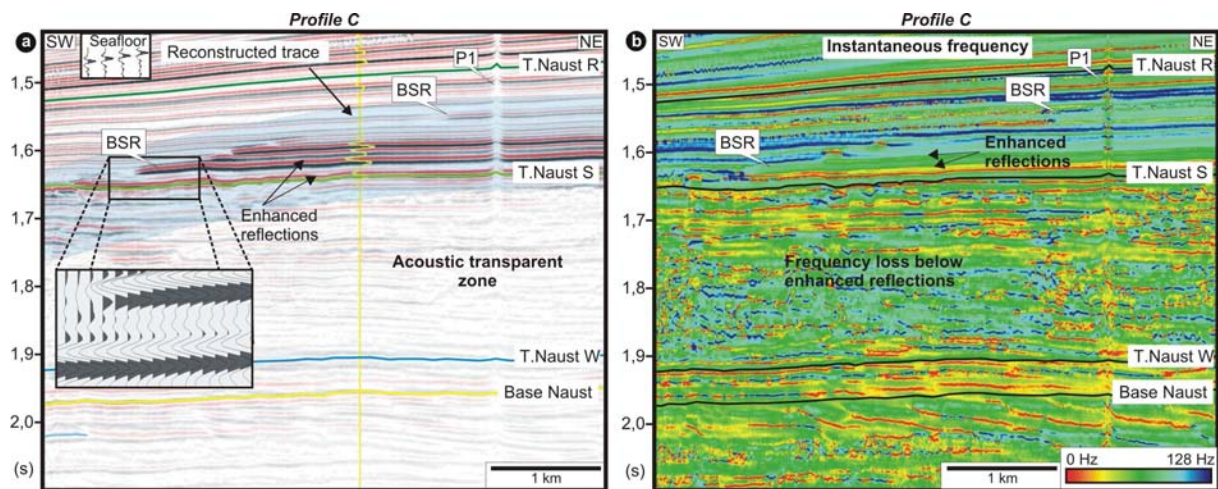 Profile C
a
SW
Seafloor
Reconstructed trace
P1
NE
T.Naust R
BSR
BSR
T.Naust S
Enhanced
reflections
Acoustic transparent
zone
T.Naust W
Base Naust
1,5
1,6
1,7
1,8
1,9
2,0
(s)
1 km
Profile C
b
SW
Instantaneous frequency
P1
NE
T.Naust R
BSR
BSR
Enhanced
reflections
T.Naust S
Frequency loss below
enhanced reflections
T.Naust W
Base Naust
1,5
1,6
1,7
1,8
1,9
2,0
(s)
1 km
0 Hz
128 Hz